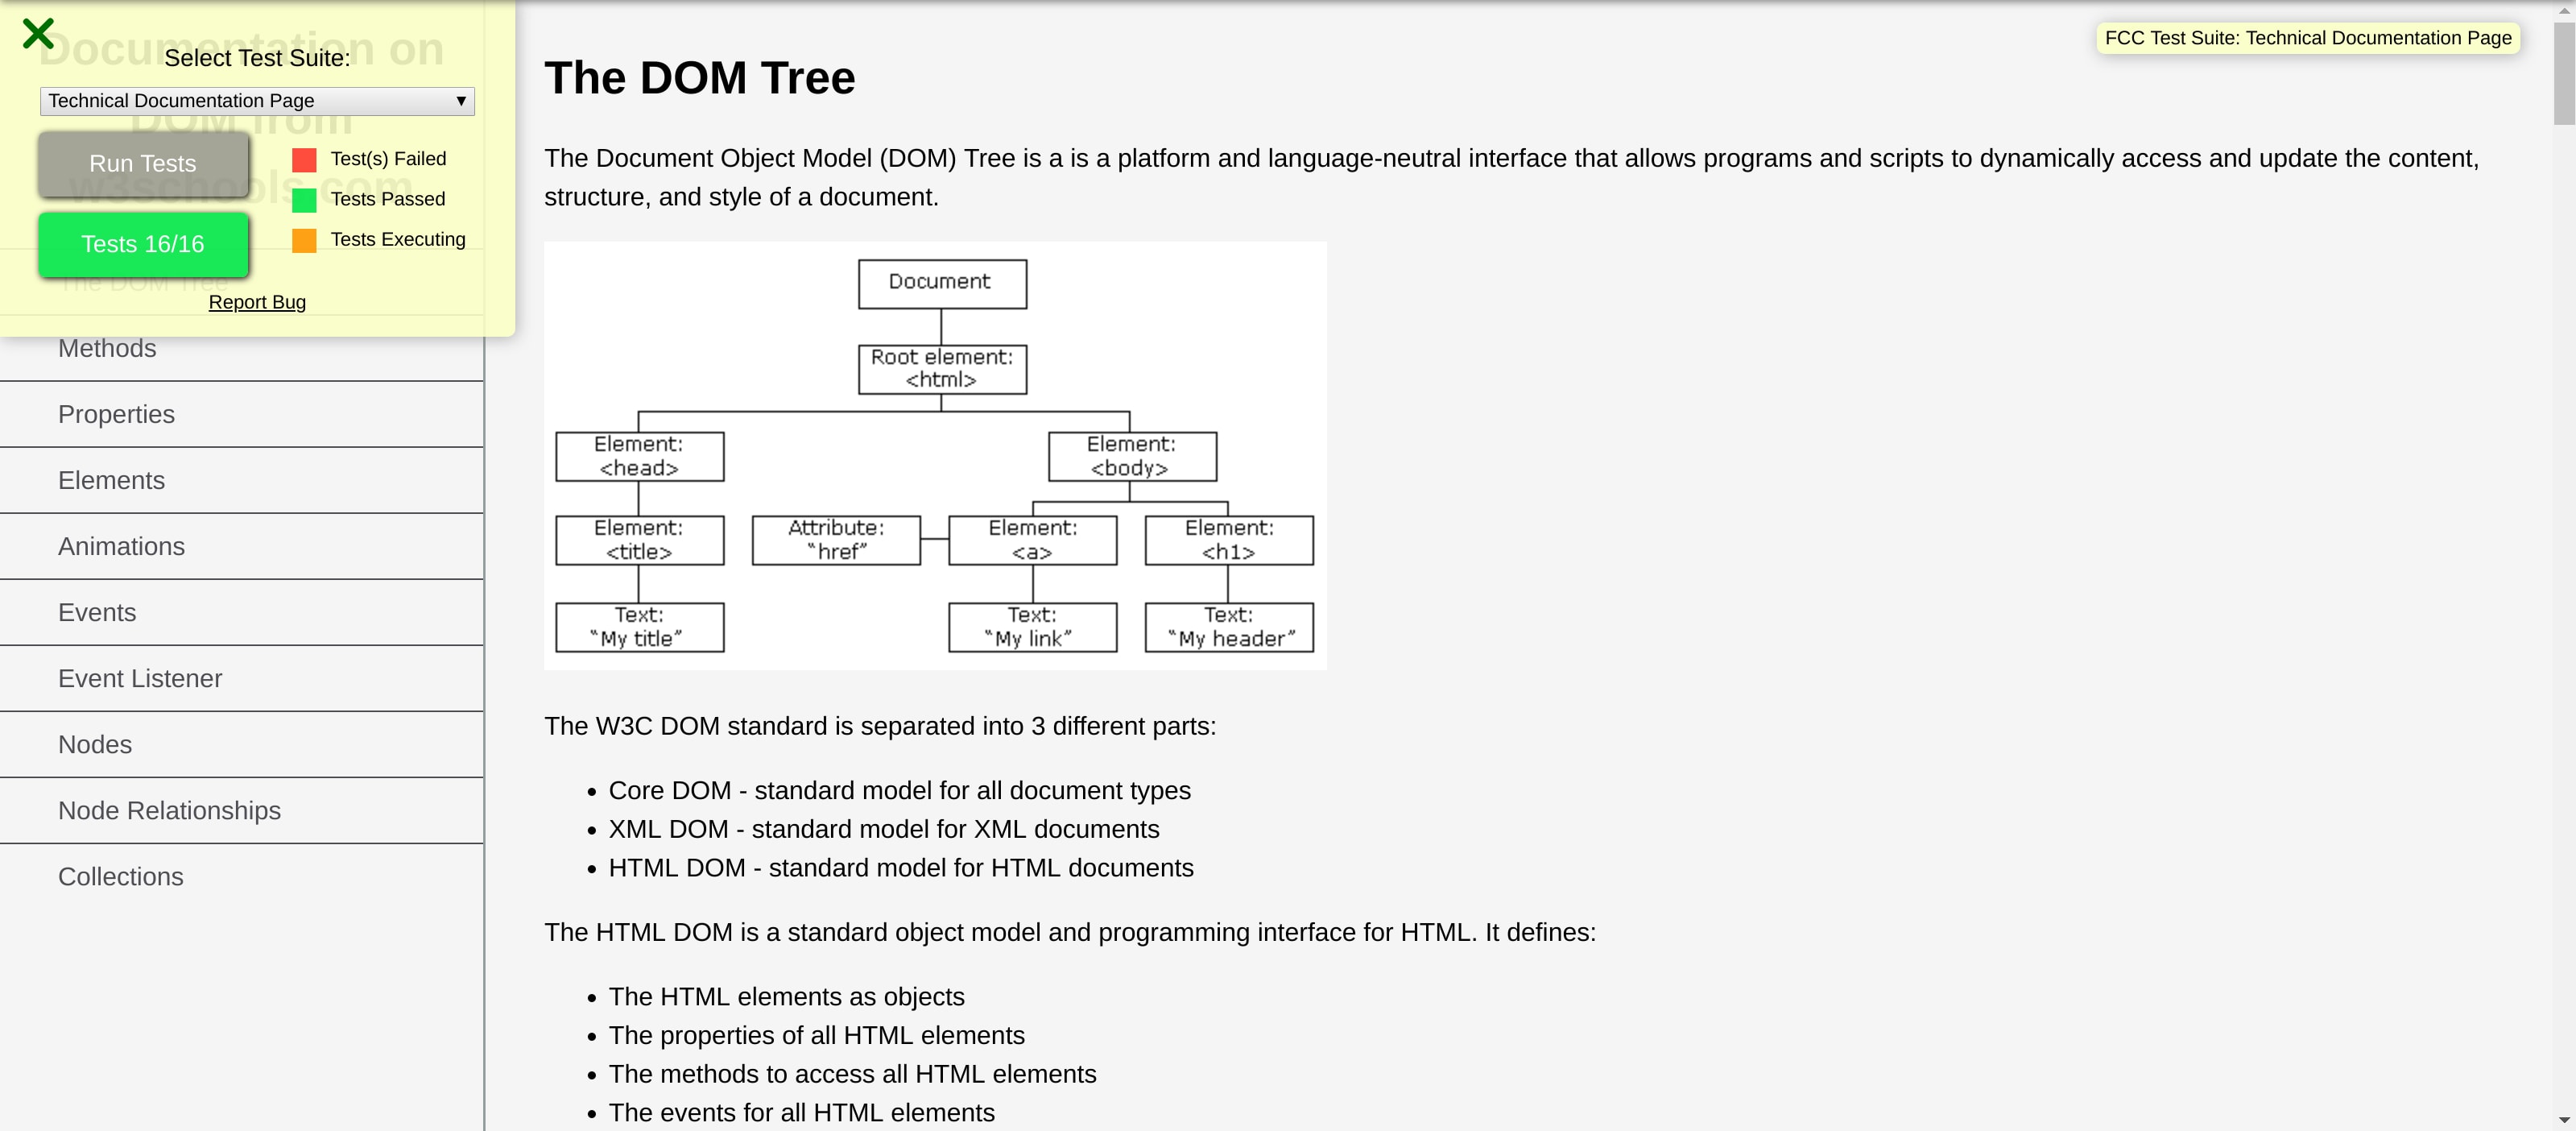 Documentation on
DOM from
w3schools.com
The DOM Tree
Select Test Suite:
Technical Documentation Page
Run Tests
Tests 16/16
Test(s) Failed
Tests Passed
Tests Executing
Report Bug
Methods
Properties
Elements
Animations
Events
Event Listener
Nodes
Node Relationships
Collections
FCC Test Suite: Technical Documentation Page
The DOM Tree
The Document Object Model (DOM) Tree is a is a platform and language-neutral interface that allows programs and scripts to dynamically access and update the content,
structure, and style of a document.
Document
Root element:
<html>
Element:
<head>
Element:
<body>
Element:
<title>
Attribute:
“href”
Element:
<a>
Element:
<h1>
Text:
“My title”
Text:
“My link”
Text:
“My header”
The W3C DOM standard is separated into 3 different parts:
• Core DOM - standard model for all document types
• XML DOM - standard model for XML documents
• HTML DOM - standard model for HTML documents
The HTML DOM is a standard object model and programming interface for HTML. It defines:
• The HTML elements as objects
• The properties of all HTML elements
• The methods to access all HTML elements
• The events for all HTML elements